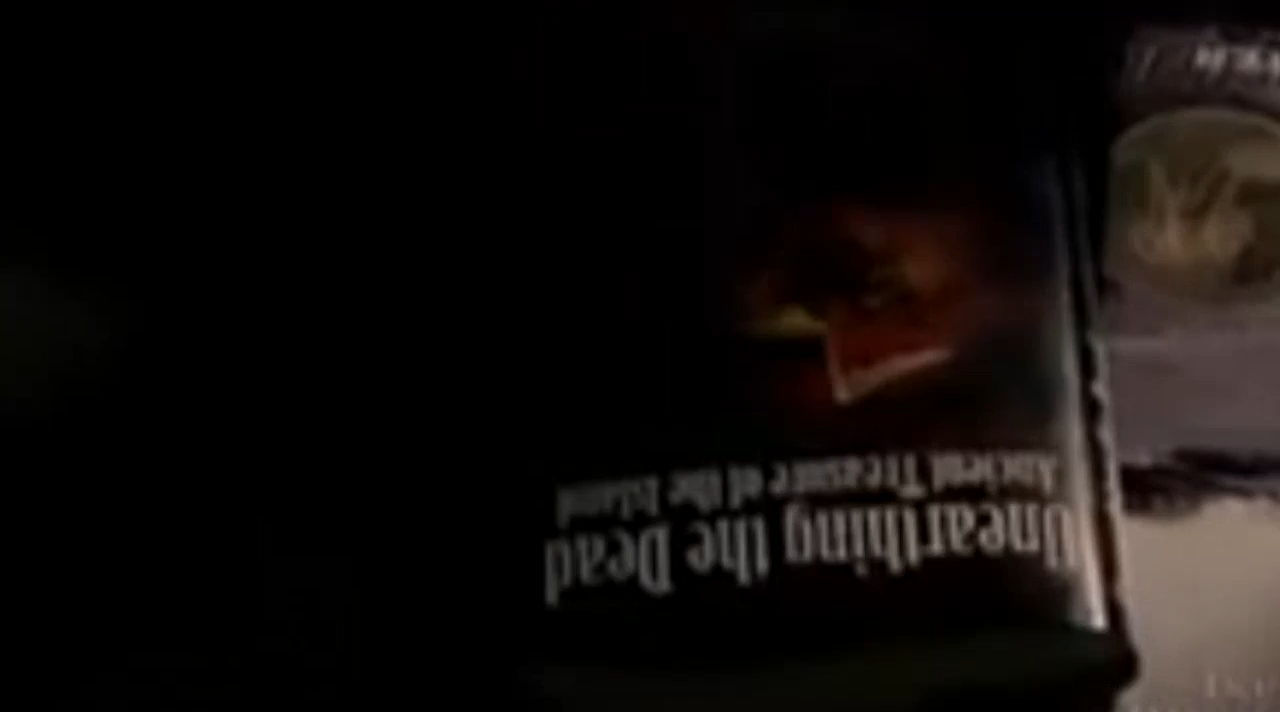 Unearthing the Dead
Ancient Treasure of the Island